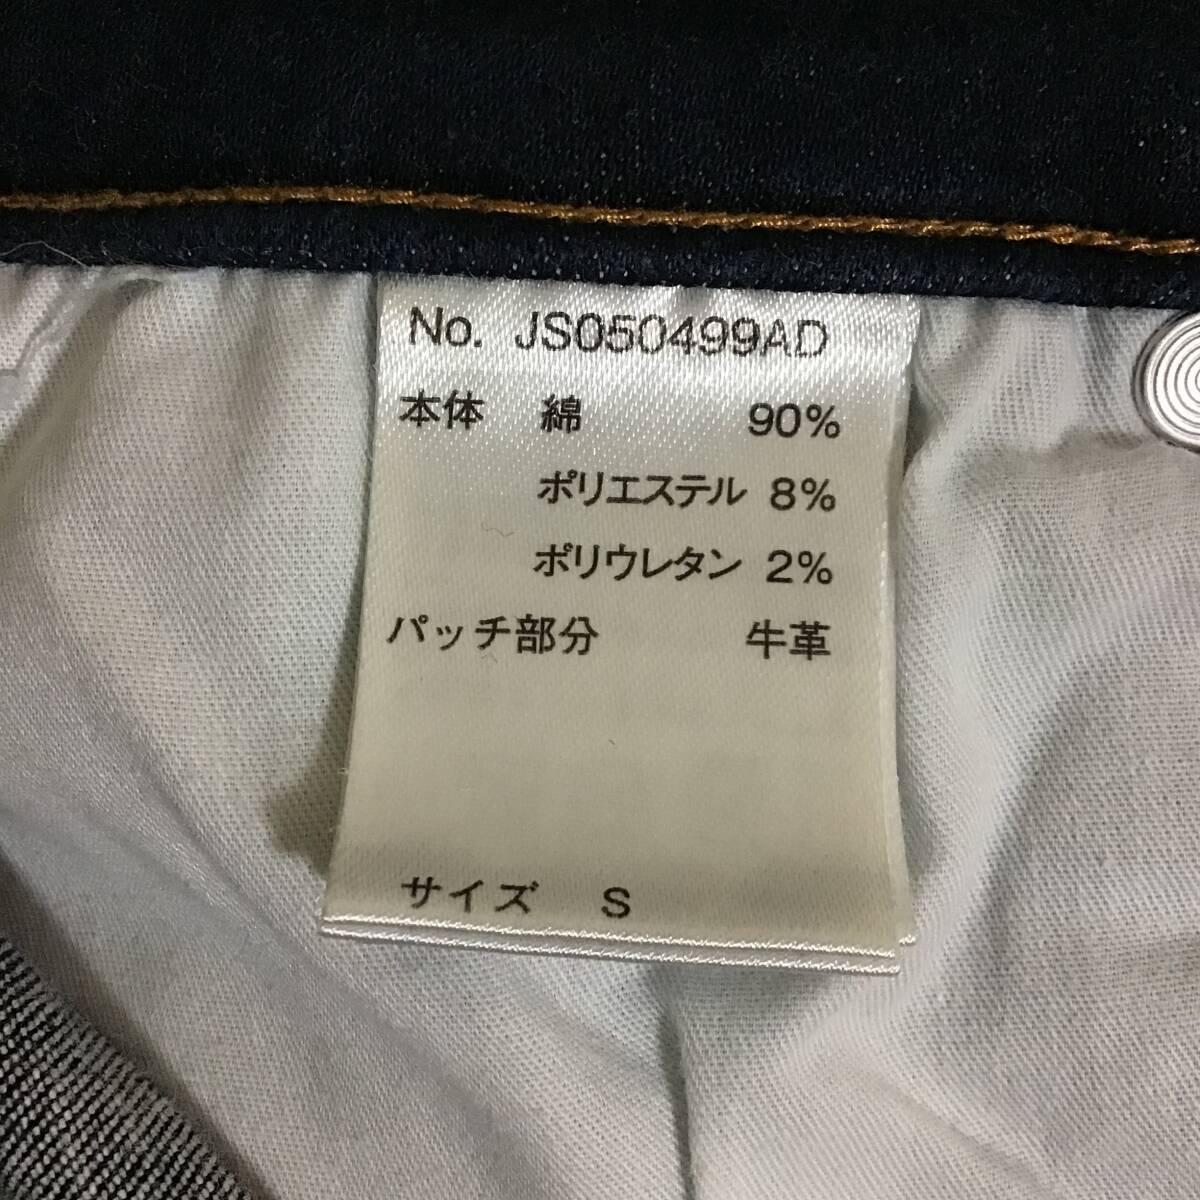 No. JS050499AD
本体 綿 90%
ポリエステル 8%
ポリウレタン 2%
パッチ部分 牛革
サイズ S